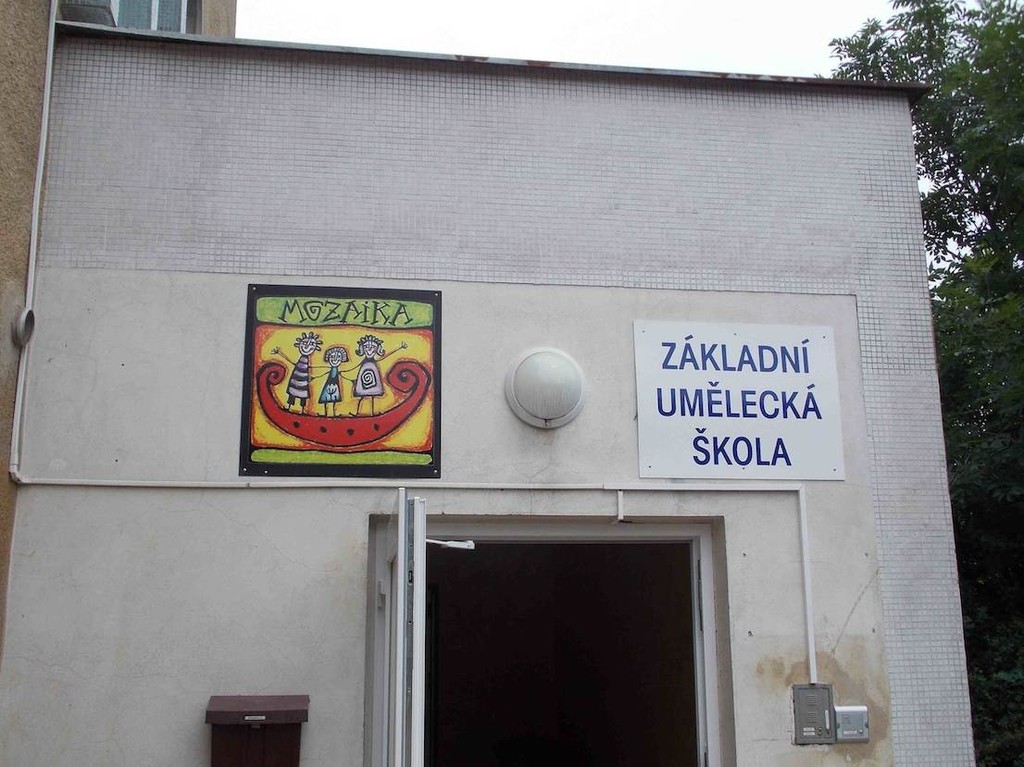 MOZAiKA
ZÁKLADNÍ
UMĚLECKÁ
ŠKOLA